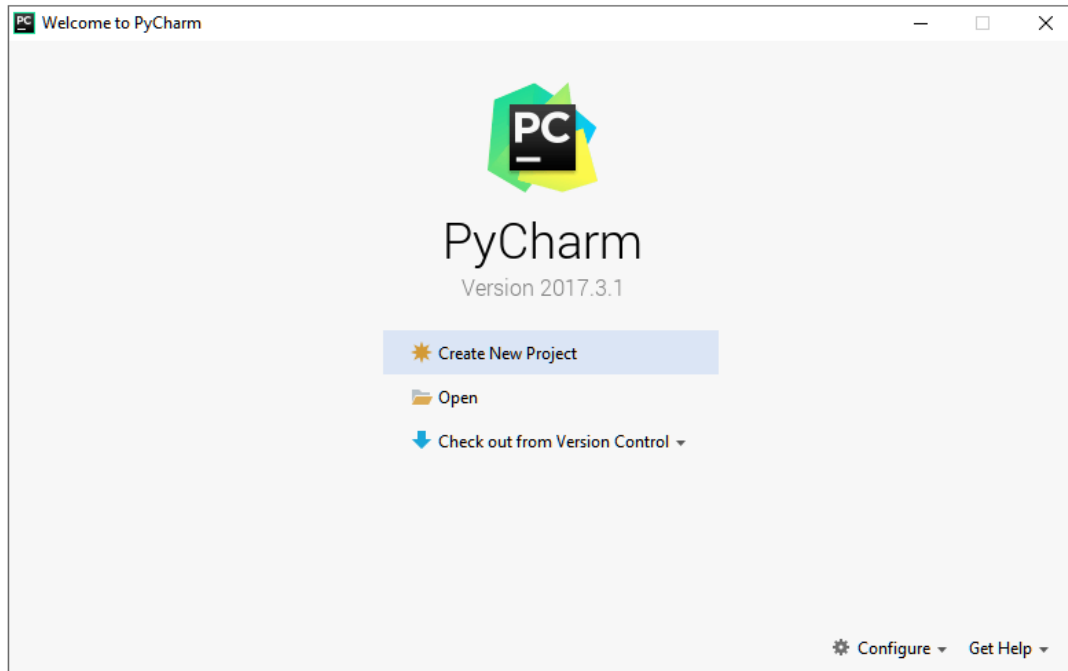 Welcome to PyCharm
PC
PyCharm
Version 2017.3.1
Create New Project
Open
Check out from Version Control
Configure Get Help